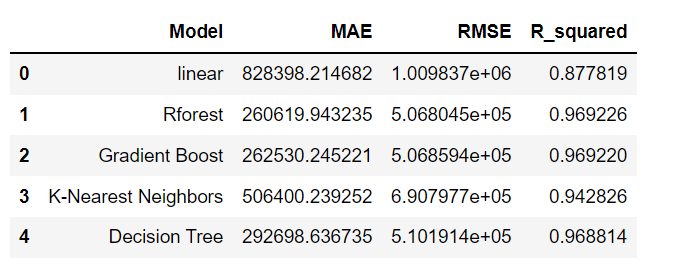 Model MAE RMSE R_squared
0 linear 828398.214682 1.009837e+06 0.877819
1 Rforest 260619.943235 5.068045e+05 0.969226
2 Gradient Boost 262530.245221 5.068594e+05 0.969220
3 K-Nearest Neighbors 506400.239252 6.907977e+05 0.942826
4 Decision Tree 292698.636735 5.101914e+05 0.968814